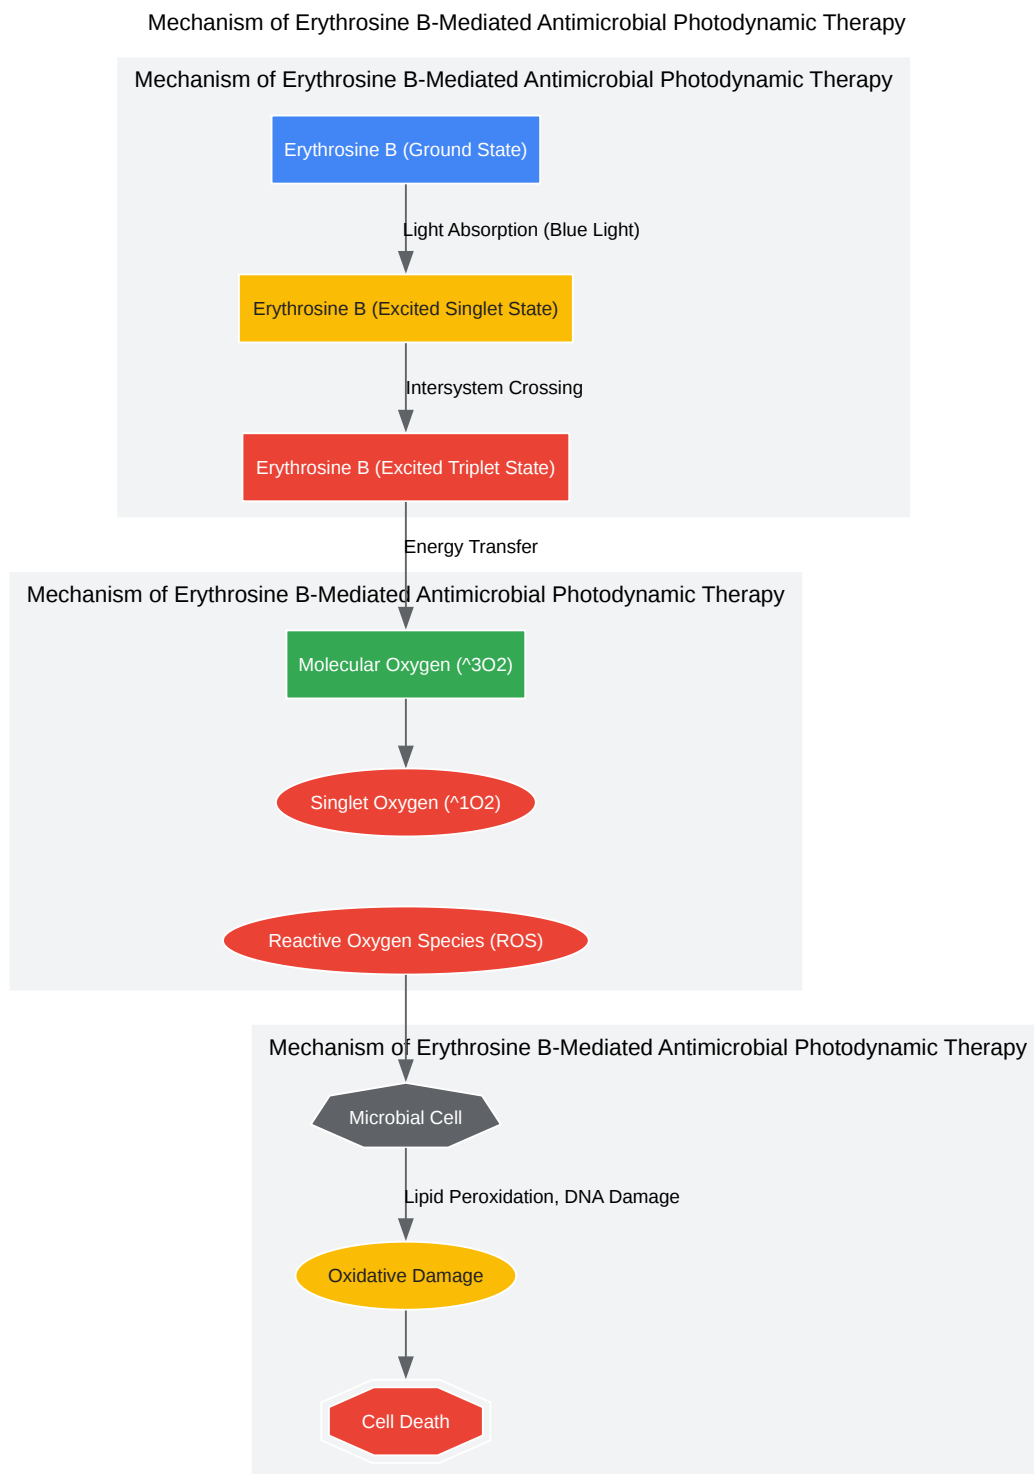 Mechanism of Erythrosine B-Mediated Antimicrobial Photodynamic Therapy
Mechanism of Erythrosine B-Mediated Antimicrobial Photodynamic Therapy
Erythrosine B (Ground State)
Light Absorption (Blue Light)
Erythrosine B (Excited Singlet State)
Intersystem Crossing
Erythrosine B (Excited Triplet State)
Energy Transfer
Mechanism of Erythrosine B-Mediated Antimicrobial Photodynamic Therapy
Molecular Oxygen (^3O2)
Singlet Oxygen (^1O2)
Reactive Oxygen Species (ROS)
Mechanism of Erythrosine B-Mediated Antimicrobial Photodynamic Therapy
Microbial Cell
Lipid Peroxidation, DNA Damage
Oxidative Damage
Cell Death